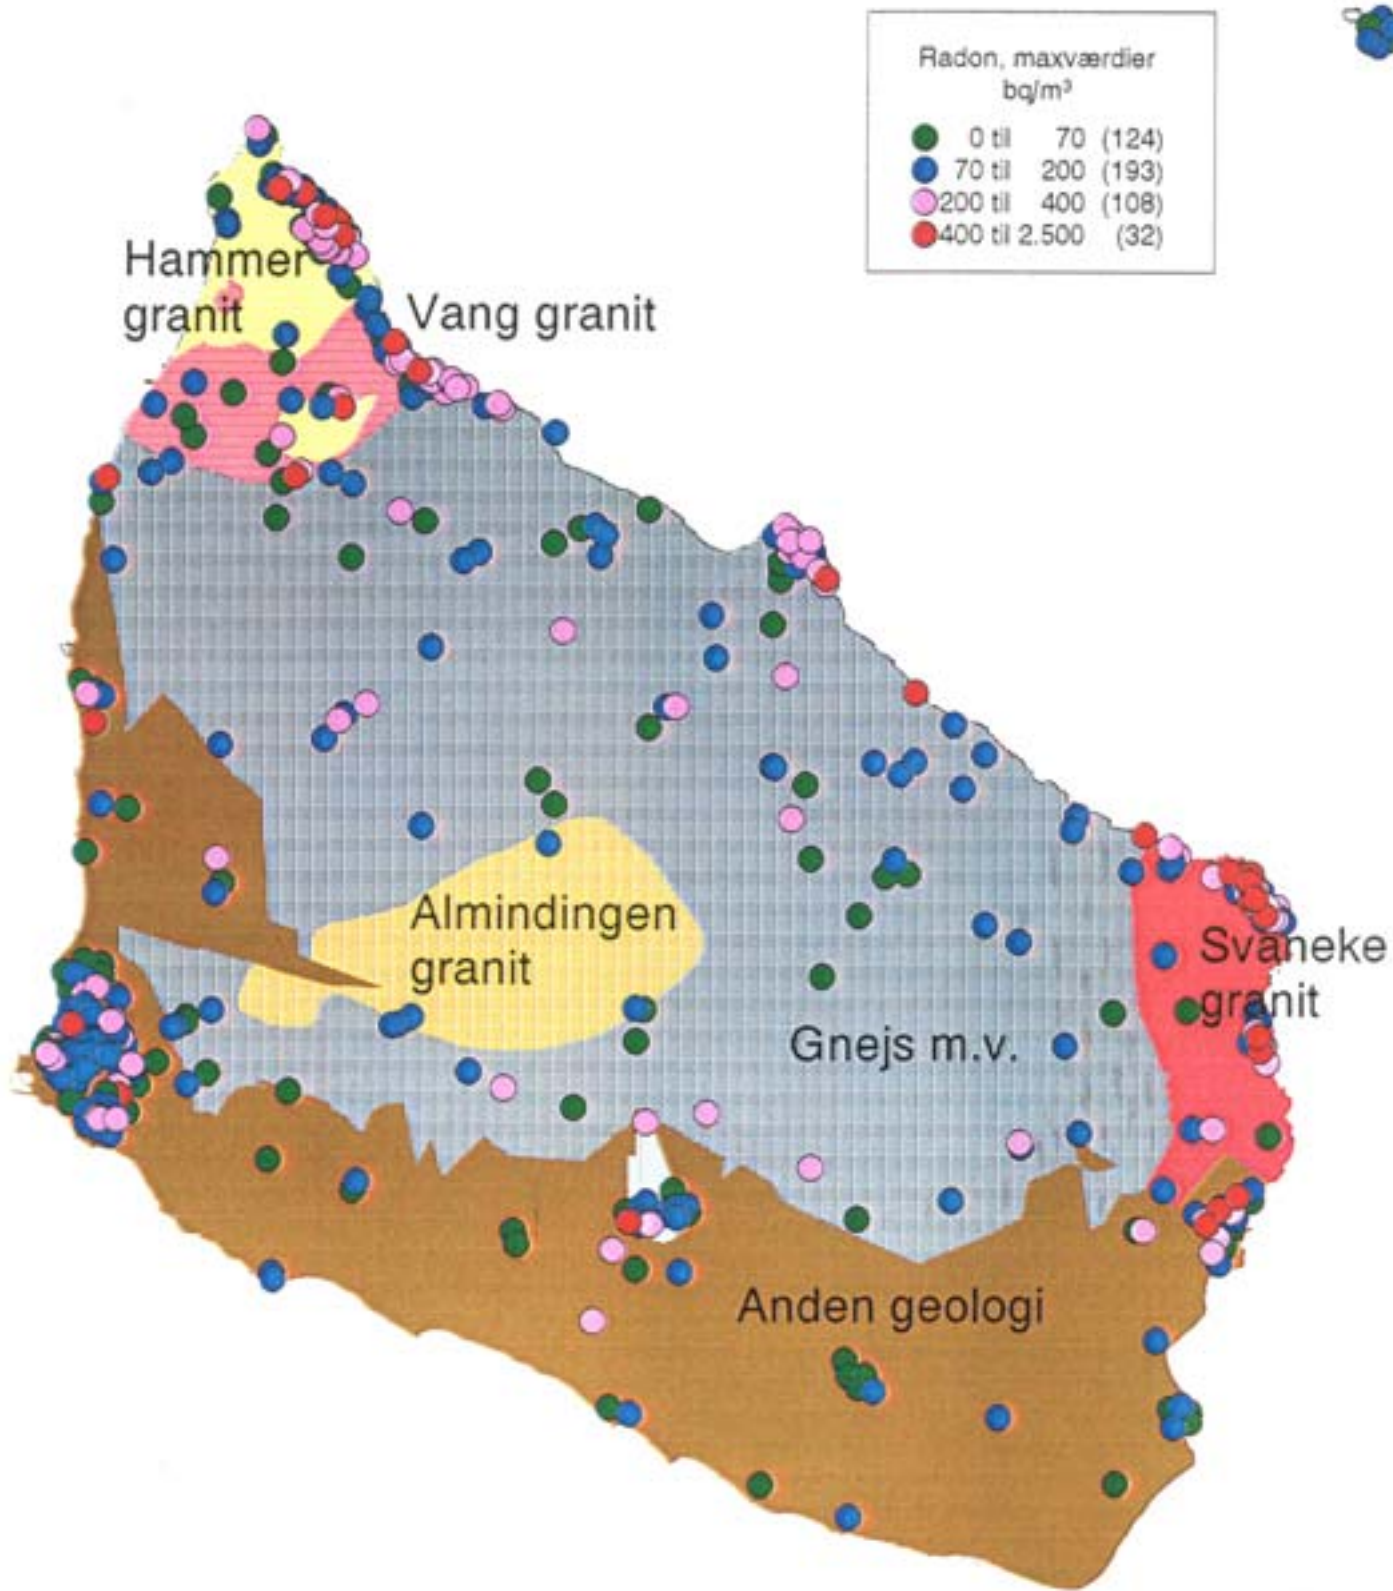 Radon, maxværdier
bq/m³
0 til 70 (124)
70 til 200 (193)
200 til 400 (108)
400 til 2.500 (32)
Hammer
granit
Vang granit
Almindingen
granit
Svaneke
granit
Gnejs m.v.
Anden geologi